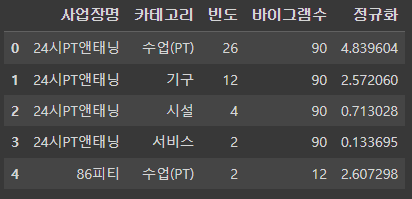 사업장명 카테고리 빈도 바이그램수 정규화
0 24시PT앤태닝 수업(PT) 26 90 4.839604
1 24시PT앤태닝 기구 12 90 2.572060
2 24시PT앤태닝 시설 4 90 0.713028
3 24시PT앤태닝 서비스 2 90 0.133695
4 86피티 수업(PT) 2 12 2.607298